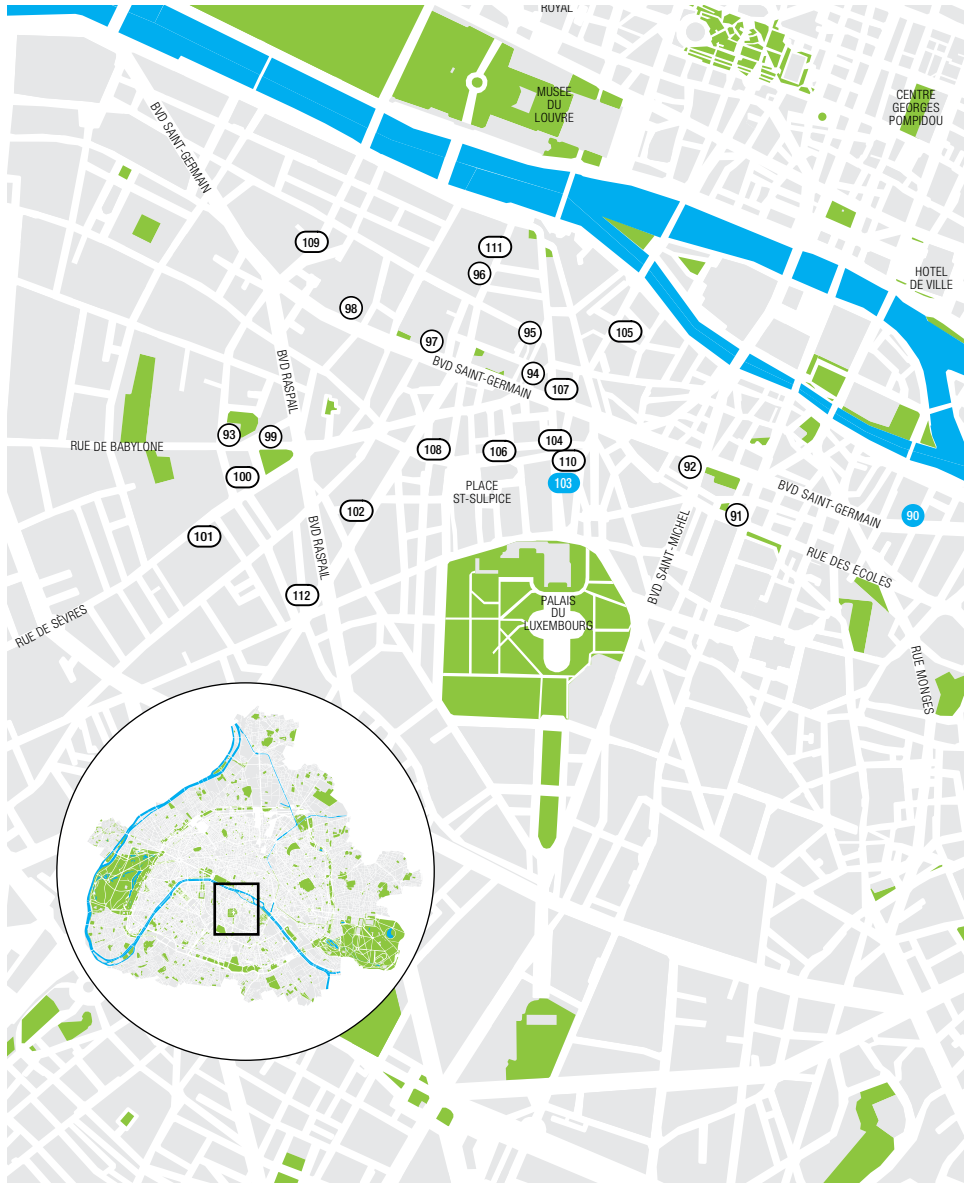 ROYAL
MUSEE
DU
LOUVRE
CENTRE
GEORGES
POMPIDOU
BVD SAINT-GERMAIN
109
111
96
HOTEL
DE VILLE
98
97
95
105
BVD RASPAIL
BVD SAINT-GERMAIN
94
107
RUE DE BABYLONE
93
99
108
106
104
110
100
103
92
PLACE
ST-SULPICE
BVD SAINT-GERMAIN
102
91
90
101
BVD RASPAIL
BVD SAINT-MICHEL
RUE DES ECOLES
112
PALAIS
DU
LUXEMBOURG
RUE DE SÈVRES
RUE MONGES